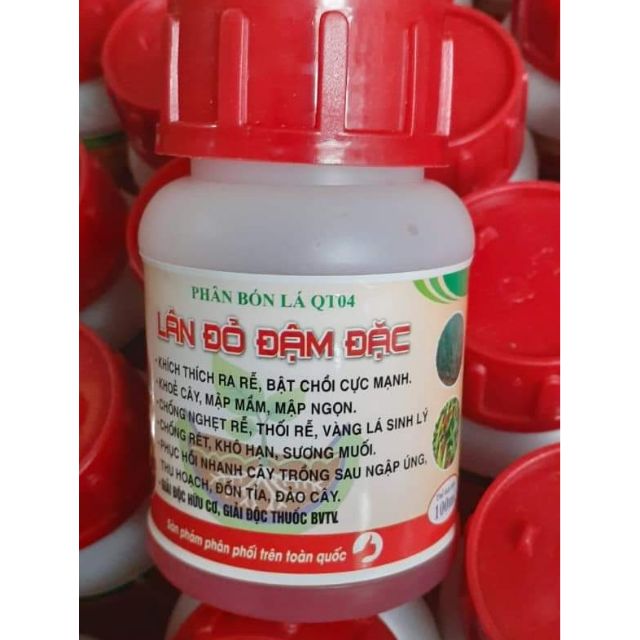 PHÂN BÓN LÁ QT04
LÂN ĐỎ ĐẬM ĐẶC
- KHÍCH THÍCH RA RỄ, BẬT CHỒI CỰC MẠNH.
- KHOẺ CÂY, MẬP MẦM, MẬP NGỌN.
- CHỐNG NGHẸT RỄ, THỐI RỄ, VÀNG LÁ SINH LÝ
- CHỐNG RÉT, KHÔ HẠN, SƯƠNG MUỐI.
- PHỤC HỒI NHANH CÂY TRỒNG SAU NGẬP ÚNG,
THU HOẠCH, ĐỐN TỈA, ĐẢO CÂY.
- GIẢI ĐỘC HỮU CƠ, GIẢI ĐỘC THUỐC BVTV.
Sản phẩm phân phối trên toàn quốc